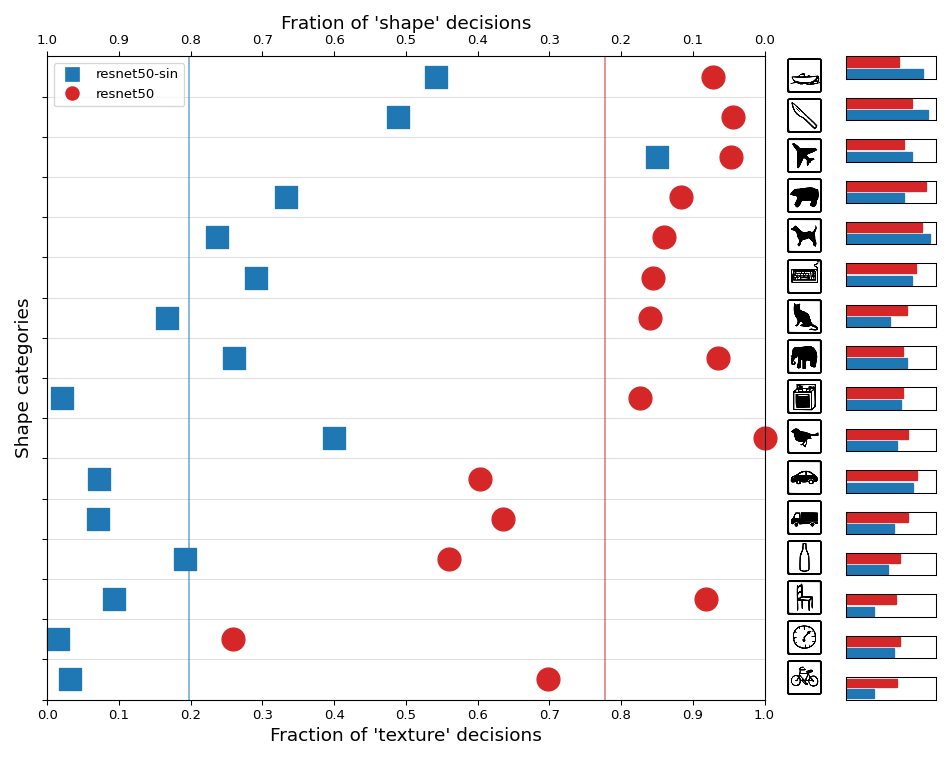 Fration of 'shape' decisions
1.0 0.9 0.8 0.7 0.6 0.5 0.4 0.3 0.2 0.1 0.0
resnet50-sin
resnet50
Shape categories
0.0 0.1 0.2 0.3 0.4 0.5 0.6 0.7 0.8 0.9 1.0
Fraction of 'texture' decisions